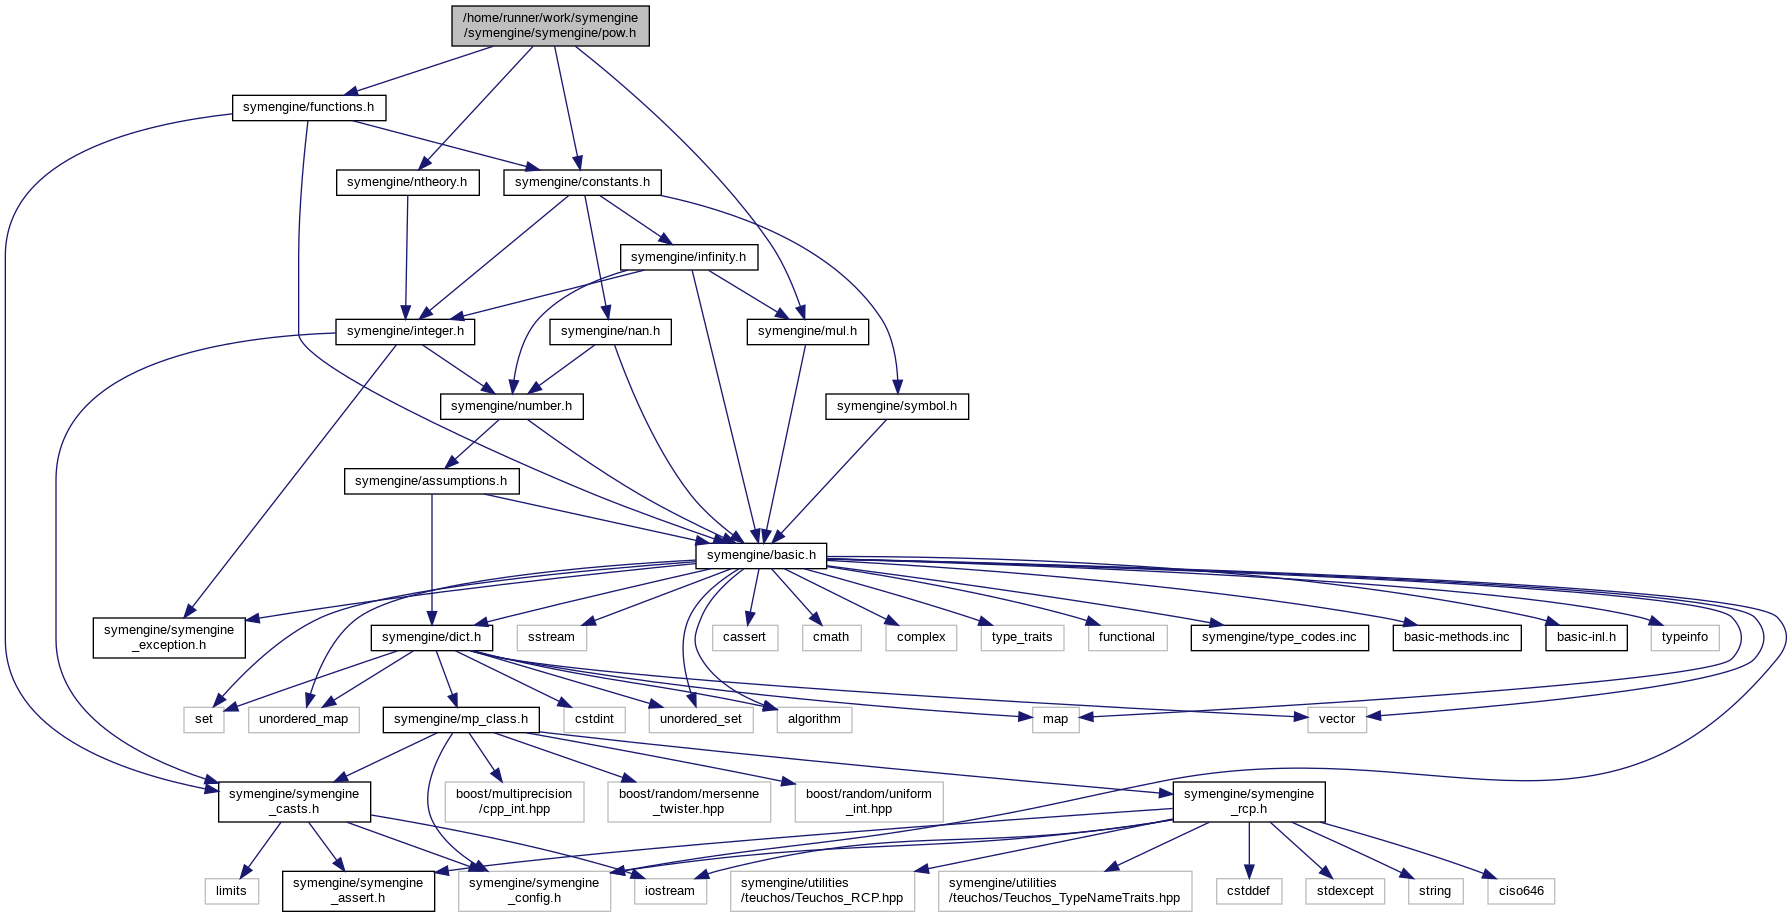 /home/runner/work/symengine
/symengine/symengine/pow.h
symengine/functions.h
symengine/ntheory.h
symengine/constants.h
symengine/infinity.h
symengine/integer.h
symengine/nan.h
symengine/mul.h
symengine/number.h
symengine/symbol.h
symengine/assumptions.h
symengine/basic.h
symengine/symengine
_exception.h
symengine/dict.h
sstream
cassert
cmath
complex
type_traits
functional
symengine/type_codes.inc
basic-methods.inc
basic-inl.h
typeinfo
set
unordered_map
symengine/mp_class.h
cstdint
unordered_set
algorithm
map
vector
symengine/symengine
_casts.h
boost/multiprecision
/cpp_int.hpp
boost/random/mersenne
_twister.hpp
boost/random/uniform
_int.hpp
symengine/symengine
_rcp.h
limits
symengine/symengine
_assert.h
symengine/symengine
_config.h
iostream
symengine/utilities
/teuchos/Teuchos_RCP.hpp
symengine/utilities
/teuchos/Teuchos_TypeNameTraits.hpp
cstddef
stdexcept
string
ciso646